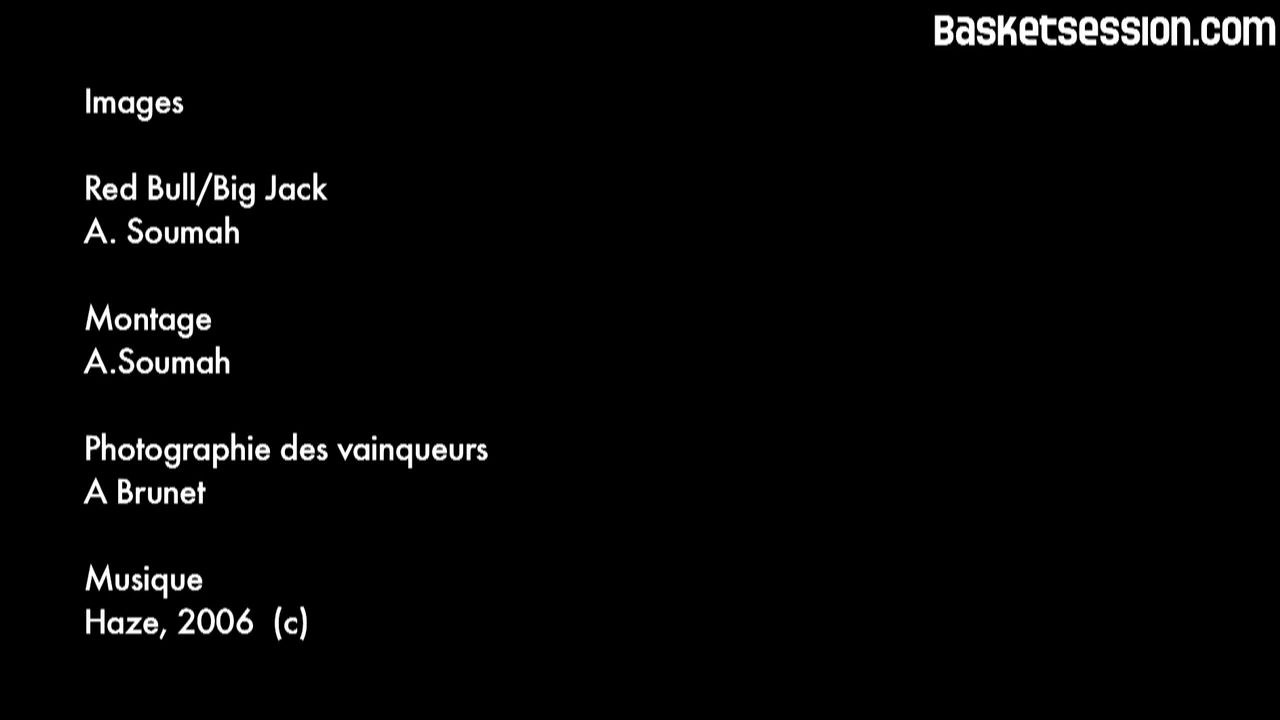 Basketsession.com
Images
Red Bull/Big Jack
A. Soumah
Montage
A.Soumah
Photographie des vainqueurs
A Brunet
Musique
Haze, 2006 (c)